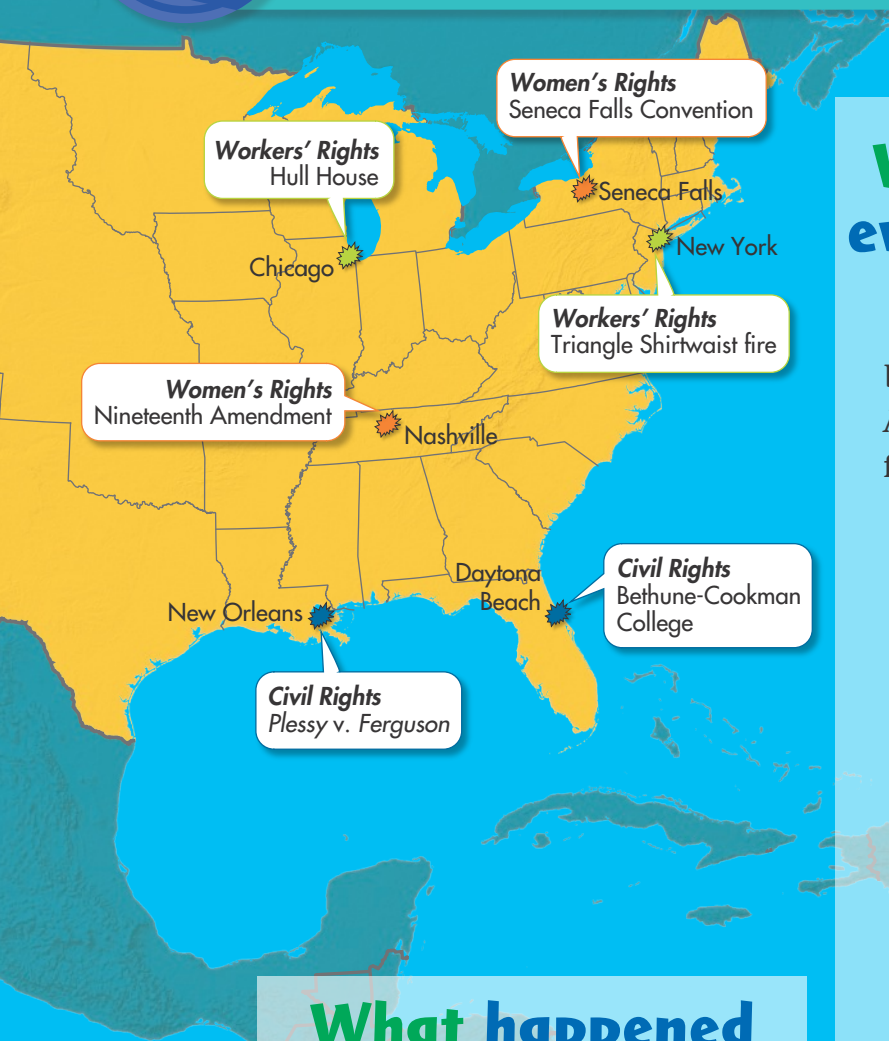 Women's Rights
Seneca Falls Convention
Workers' Rights
Hull House
Seneca Falls
New York
Chicago
Workers' Rights
Triangle Shirtwaist fire
Women's Rights
Nineteenth Amendment
Nashville
Daytona
Beach
Civil Rights
Bethune-Cookman
College
New Orleans
Civil Rights
Plessy v. Ferguson
What happened